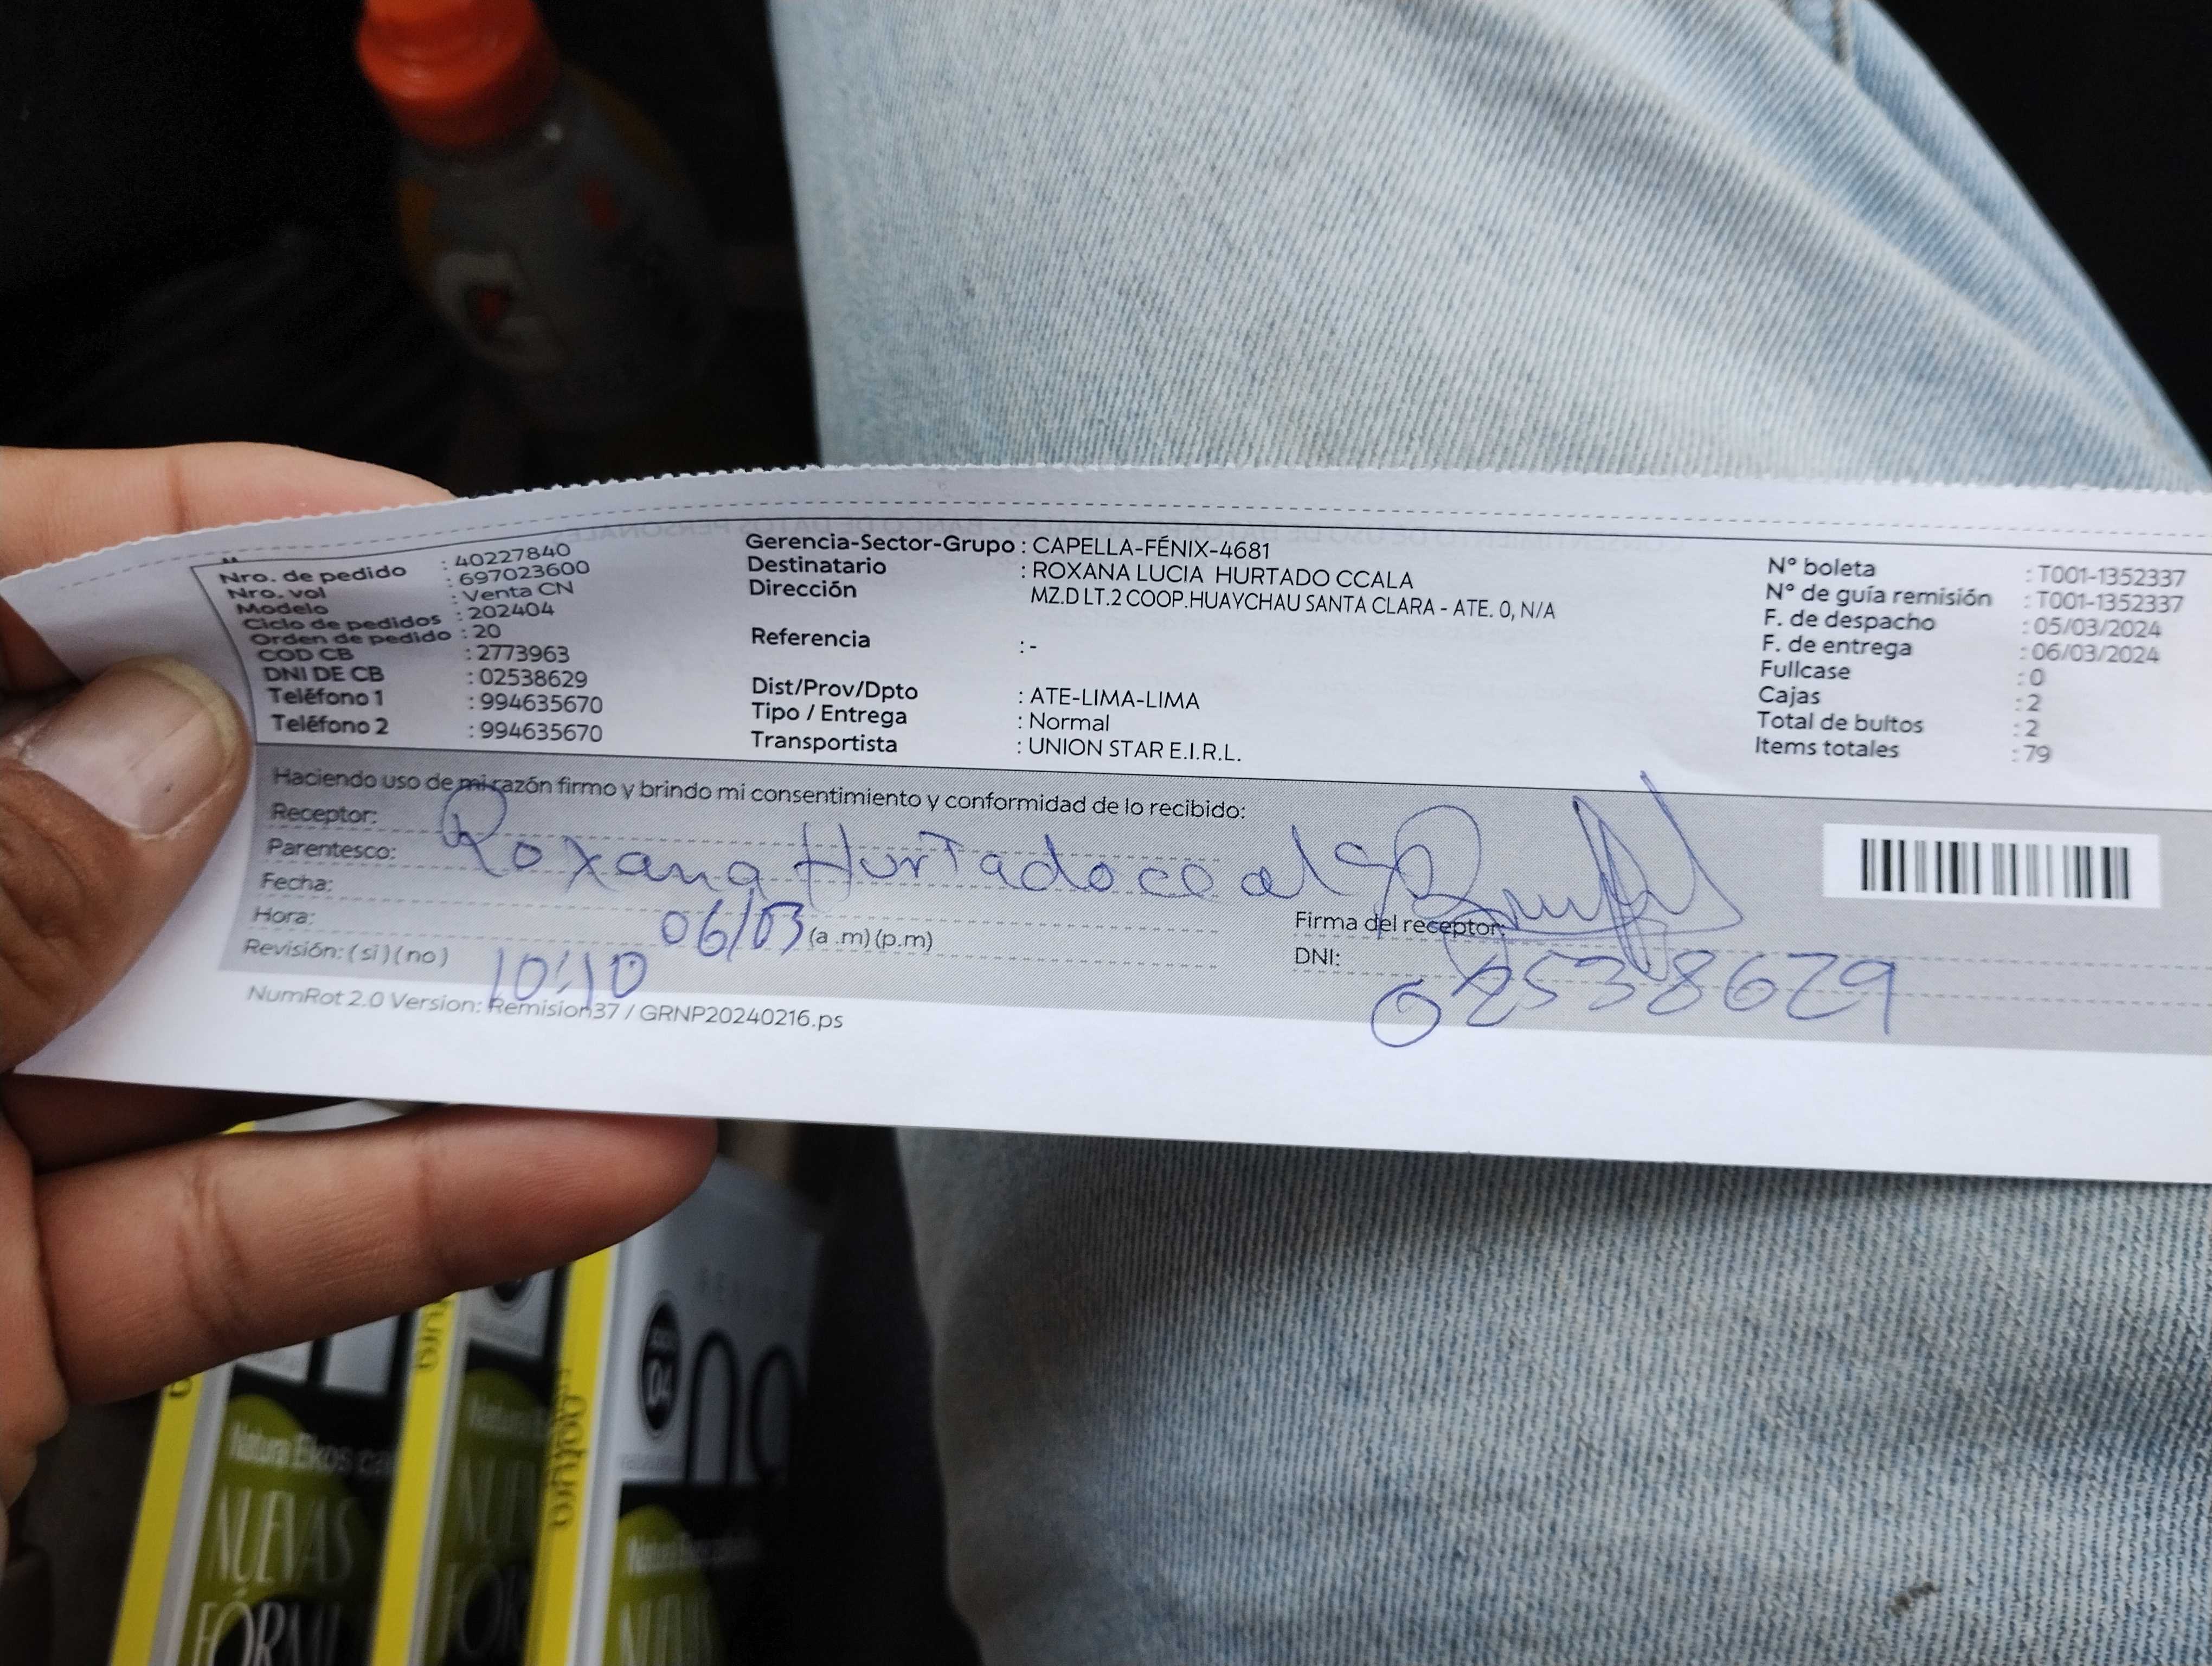 Nro. de pedido : 40227840
Nro. vol : 697023600
Modelo : Venta CN
Ciclo de pedidos : 202404
Orden de pedido : 20
COD CB : 2773963
DNI DE CB : 02538629
Teléfono 1 : 994635670
Teléfono 2 : 994635670
Gerencia-Sector-Grupo : CAPELLA-FÉNIX-4681
Destinatario : ROXANA LUCIA HURTADO CCALA
Dirección MZ.D LT.2 COOP.HUAYCHAU SANTA CLARA - ATE. 0, N/A
Referencia : -
Dist/Prov/Dpto : ATE-LIMA-LIMA
Tipo / Entrega : Normal
Transportista : UNION STAR E.I.R.L.
N° boleta : T001-1352337
N° de guía remisión : T001-1352337
F. de despacho : 05/03/2024
F. de entrega : 06/03/2024
Fullcase : 0
Cajas : 2
Total de bultos : 2
Items totales : 79
Haciendo uso de mi razón firmo y brindo mi consentimiento y conformidad de lo recibido:
Receptor:
Parentesco: Roxana Hurtado
Fecha:
06/03
Hora: (a .m) (p.m)
10:10
Revisión: ( si ) ( no )
Firma del receptor:
DNI: 02538629
NumRot 2.0 Version: Remision37 / GRNP20240216.ps
04
na
natura
natura
Natura Ekos
NUEVAS